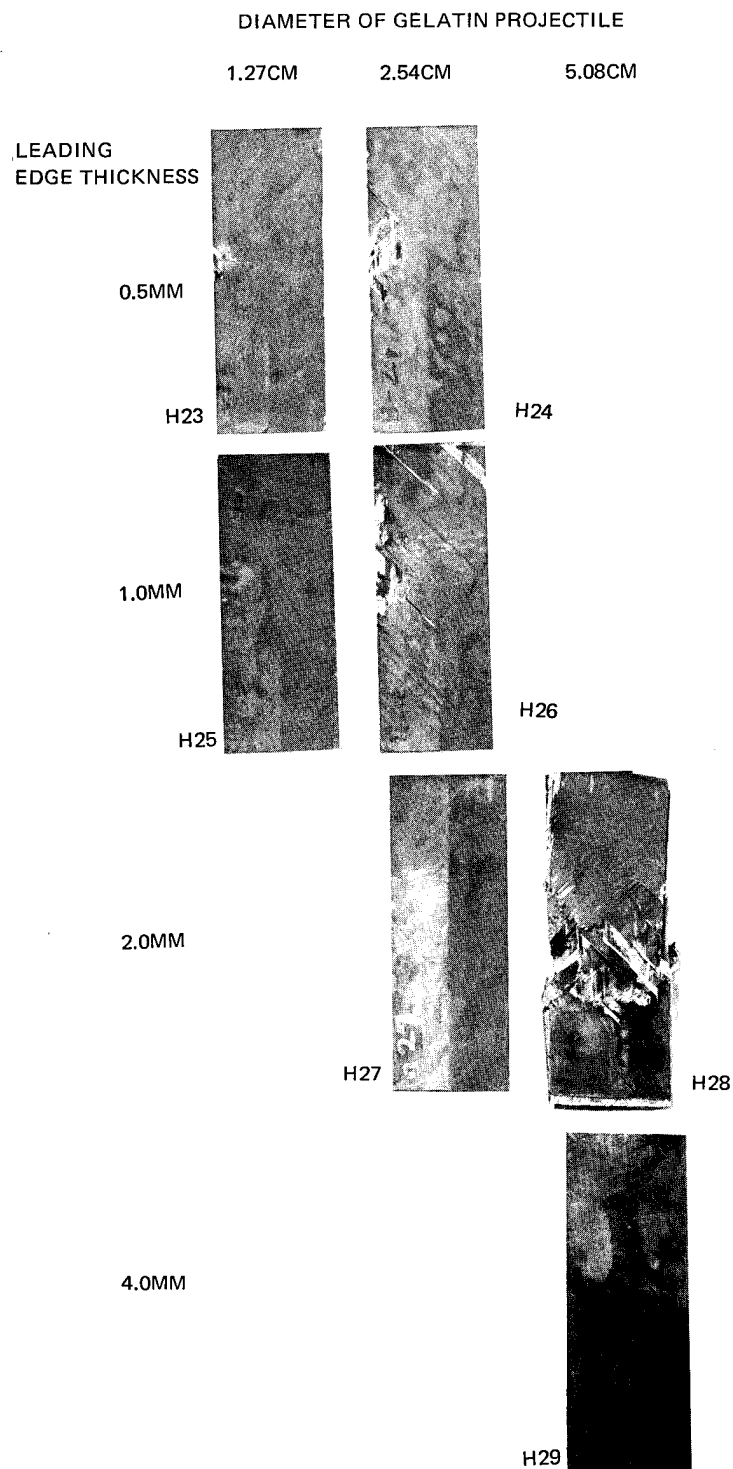 DIAMETER OF GELATIN PROJECTILE
1.27CM 2.54CM 5.08CM
LEADING
EDGE THICKNESS
0.5MM
H23 H24
1.0MM
H25 H26
2.0MM
H27 H28
4.0MM
H29